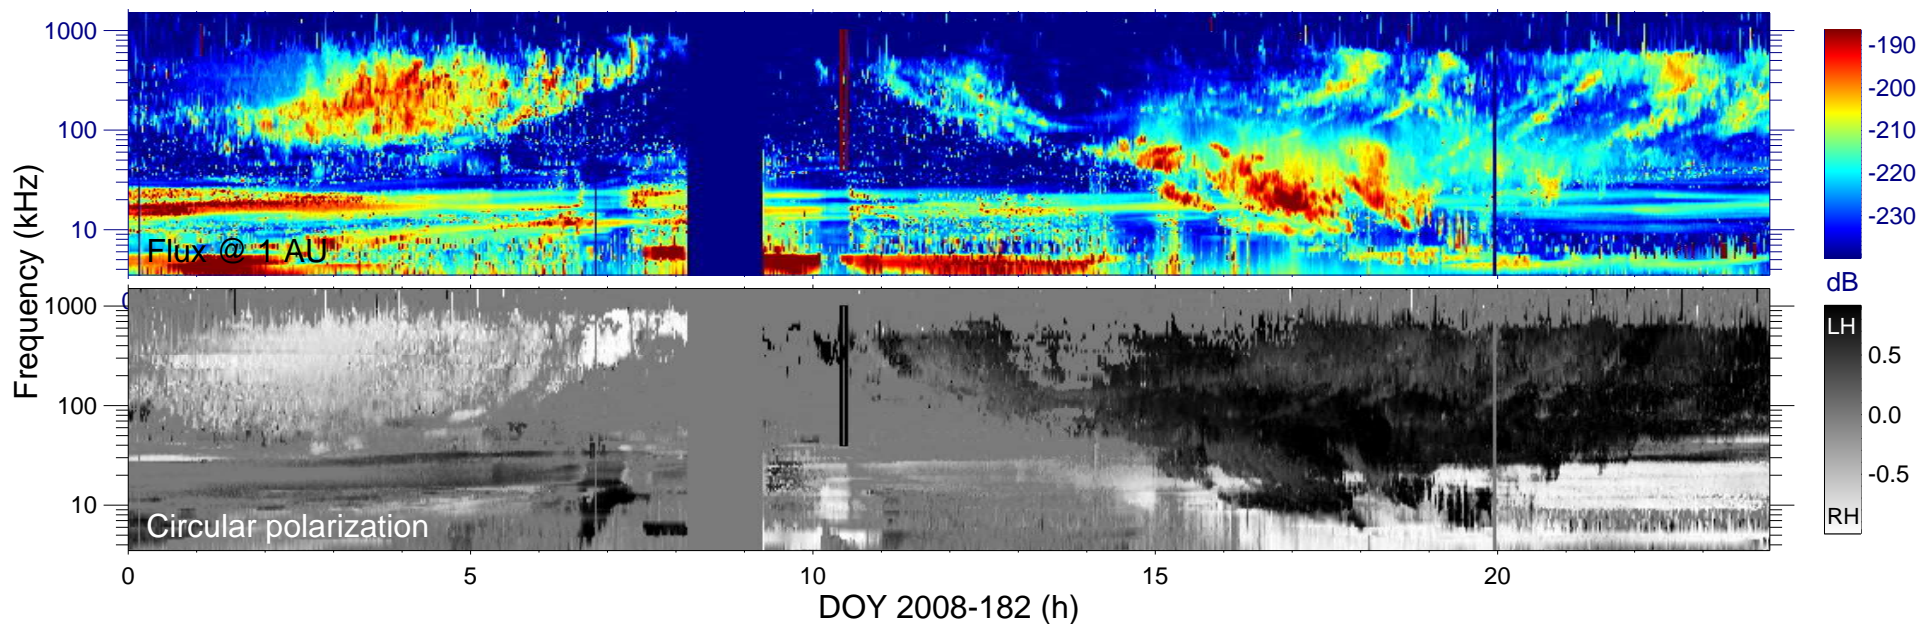 1000
100
10
Flux @ 1 AU
-190
-200
-210
-220
-230
dB
Frequency (kHz)
0
1000
100
10
Circular polarization
LH
0.5
0.0
-0.5
RH
0 5 10 15 20
DOY 2008-182 (h)